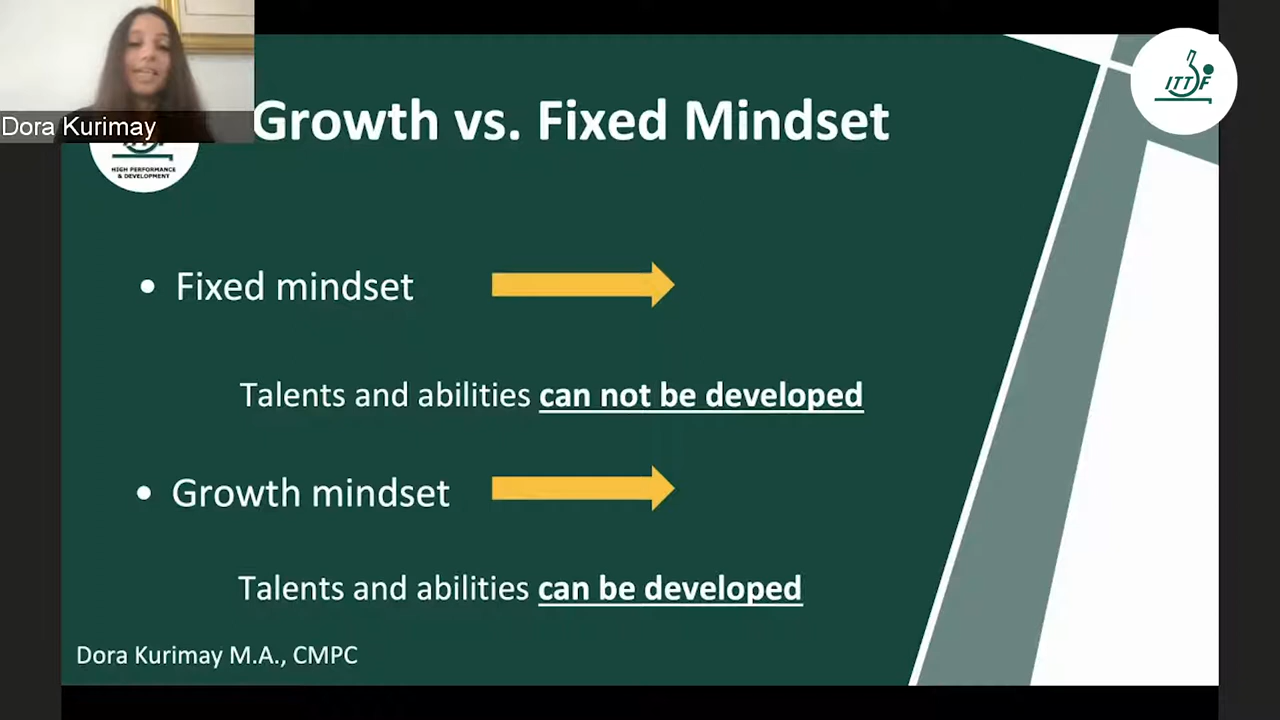 Dora Kurimay
Growth vs. Fixed Mindset
ITTF
HIGH PERFORMANCE
& DEVELOPMENT
• Fixed mindset
Talents and abilities can not be developed
• Growth mindset
Talents and abilities can be developed
Dora Kurimay M.A., CMPC